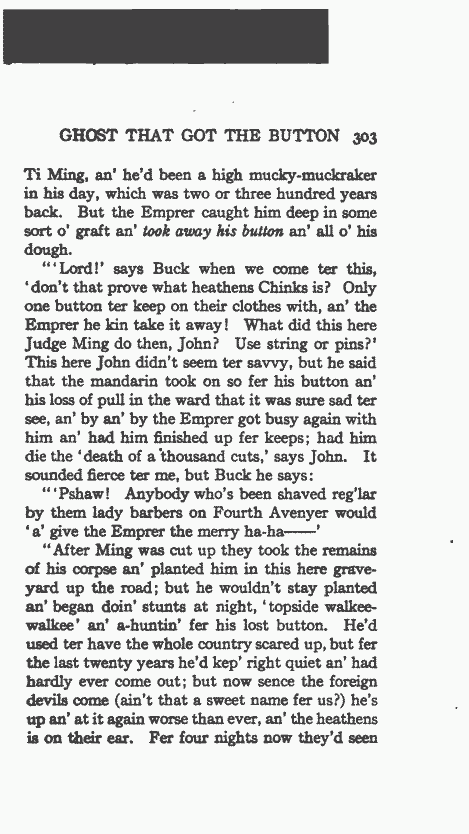 GHOST THAT GOT THE BUTTON 303
Ti Ming, an' he'd been a high mucky-muckraker
in his day, which was two or three hundred years
back. But the Emprer caught him deep in some
sort o' graft an' took away his button an' all o' his
dough.
"'Lord!' says Buck when we come ter this,
'don't that prove what heathens Chinks is? Only
one button ter keep on their clothes with, an' the
Emprer he kin take it away! What did this here
Judge Ming do then, John? Use string or pins?'
This here John didn't seem ter savvy, but he said
that the mandarin took on so fer his button an'
his loss of pull in the ward that it was sure sad ter
see, an' by an' by the Emprer got busy again with
him an' had him finished up fer keeps; had him
die the 'death of a thousand cuts,' says John. It
sounded fierce ter me, but Buck he says:
"'Pshaw! Anybody who's been shaved reg'lar
by them lady barbers on Fourth Avenyer would
'a' give the Emprer the merry ha-ha——'
"After Ming was cut up they took the remains
of his corpse an' planted him in this here grave-
yard up the road; but he wouldn't stay planted
an' began doin' stunts at night, 'topside walkee-
walkee' an' a-huntin' fer his lost button. He'd
used ter have the whole country scared up, but fer
the last twenty years he'd kep' right quiet an' had
hardly ever come out; but now sence the foreign
devils come (ain't that a sweet name fer us?) he's
up an' at it again worse than ever, an' the heathens
is on their ear. Fer four nights now they'd seen